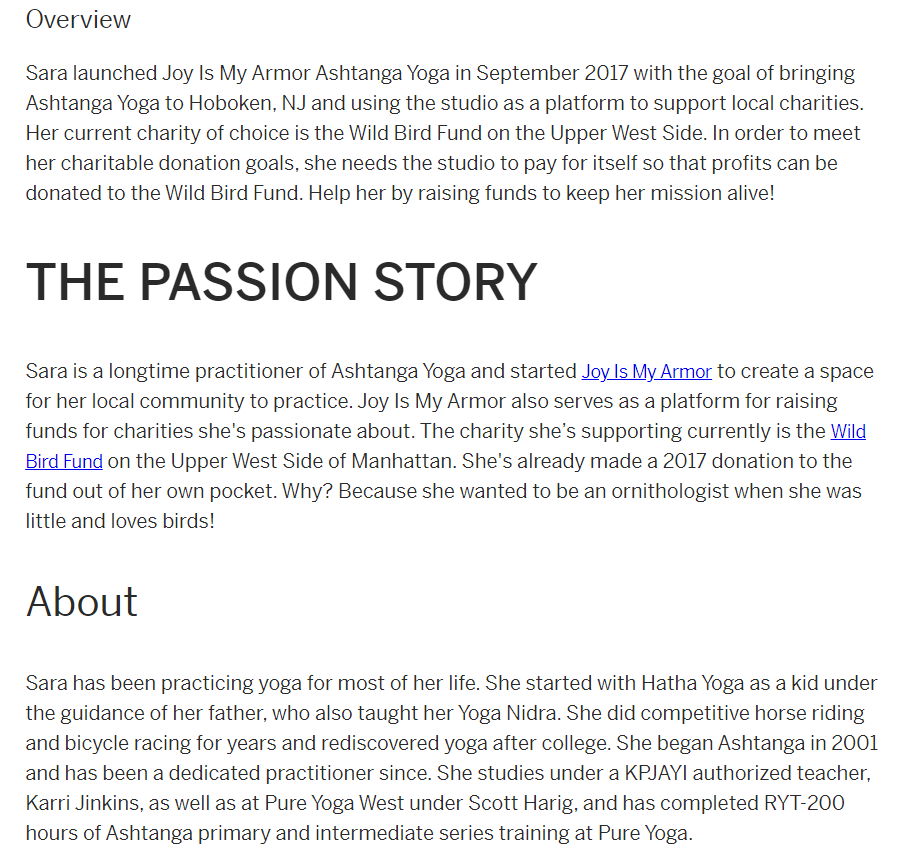 Overview
Sara launched Joy Is My Armor Ashtanga Yoga in September 2017 with the goal of bringing
Ashtanga Yoga to Hoboken, NJ and using the studio as a platform to support local charities.
Her current charity of choice is the Wild Bird Fund on the Upper West Side. In order to meet
her charitable donation goals, she needs the studio to pay for itself so that profits can be
donated to the Wild Bird Fund. Help her by raising funds to keep her mission alive!
THE PASSION STORY
Sara is a longtime practitioner of Ashtanga Yoga and started Joy Is My Armor to create a space
for her local community to practice. Joy Is My Armor also serves as a platform for raising
funds for charities she's passionate about. The charity she’s supporting currently is the Wild
Bird Fund on the Upper West Side of Manhattan. She's already made a 2017 donation to the
fund out of her own pocket. Why? Because she wanted to be an ornithologist when she was
little and loves birds!
About
Sara has been practicing yoga for most of her life. She started with Hatha Yoga as a kid under
the guidance of her father, who also taught her Yoga Nidra. She did competitive horse riding
and bicycle racing for years and rediscovered yoga after college. She began Ashtanga in 2001
and has been a dedicated practitioner since. She studies under a KPJAYI authorized teacher,
Karri Jinkins, as well as at Pure Yoga West under Scott Harig, and has completed RYT-200
hours of Ashtanga primary and intermediate series training at Pure Yoga.